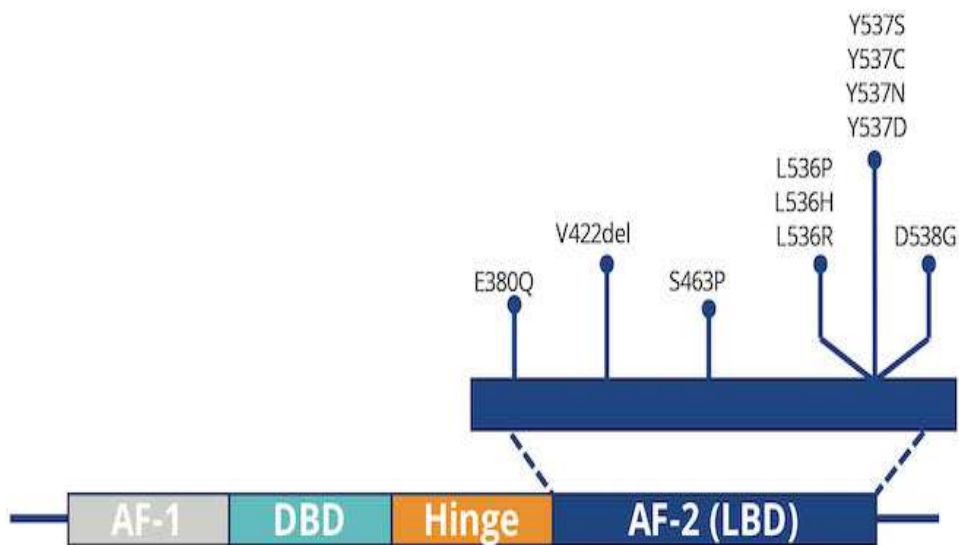 Y537S
Y537C
Y537N
Y537D
L536P
L536H
L536R
D538G
V422del
E380Q
S463P
AF-1
DBD
Hinge
AF-2 (LBD)